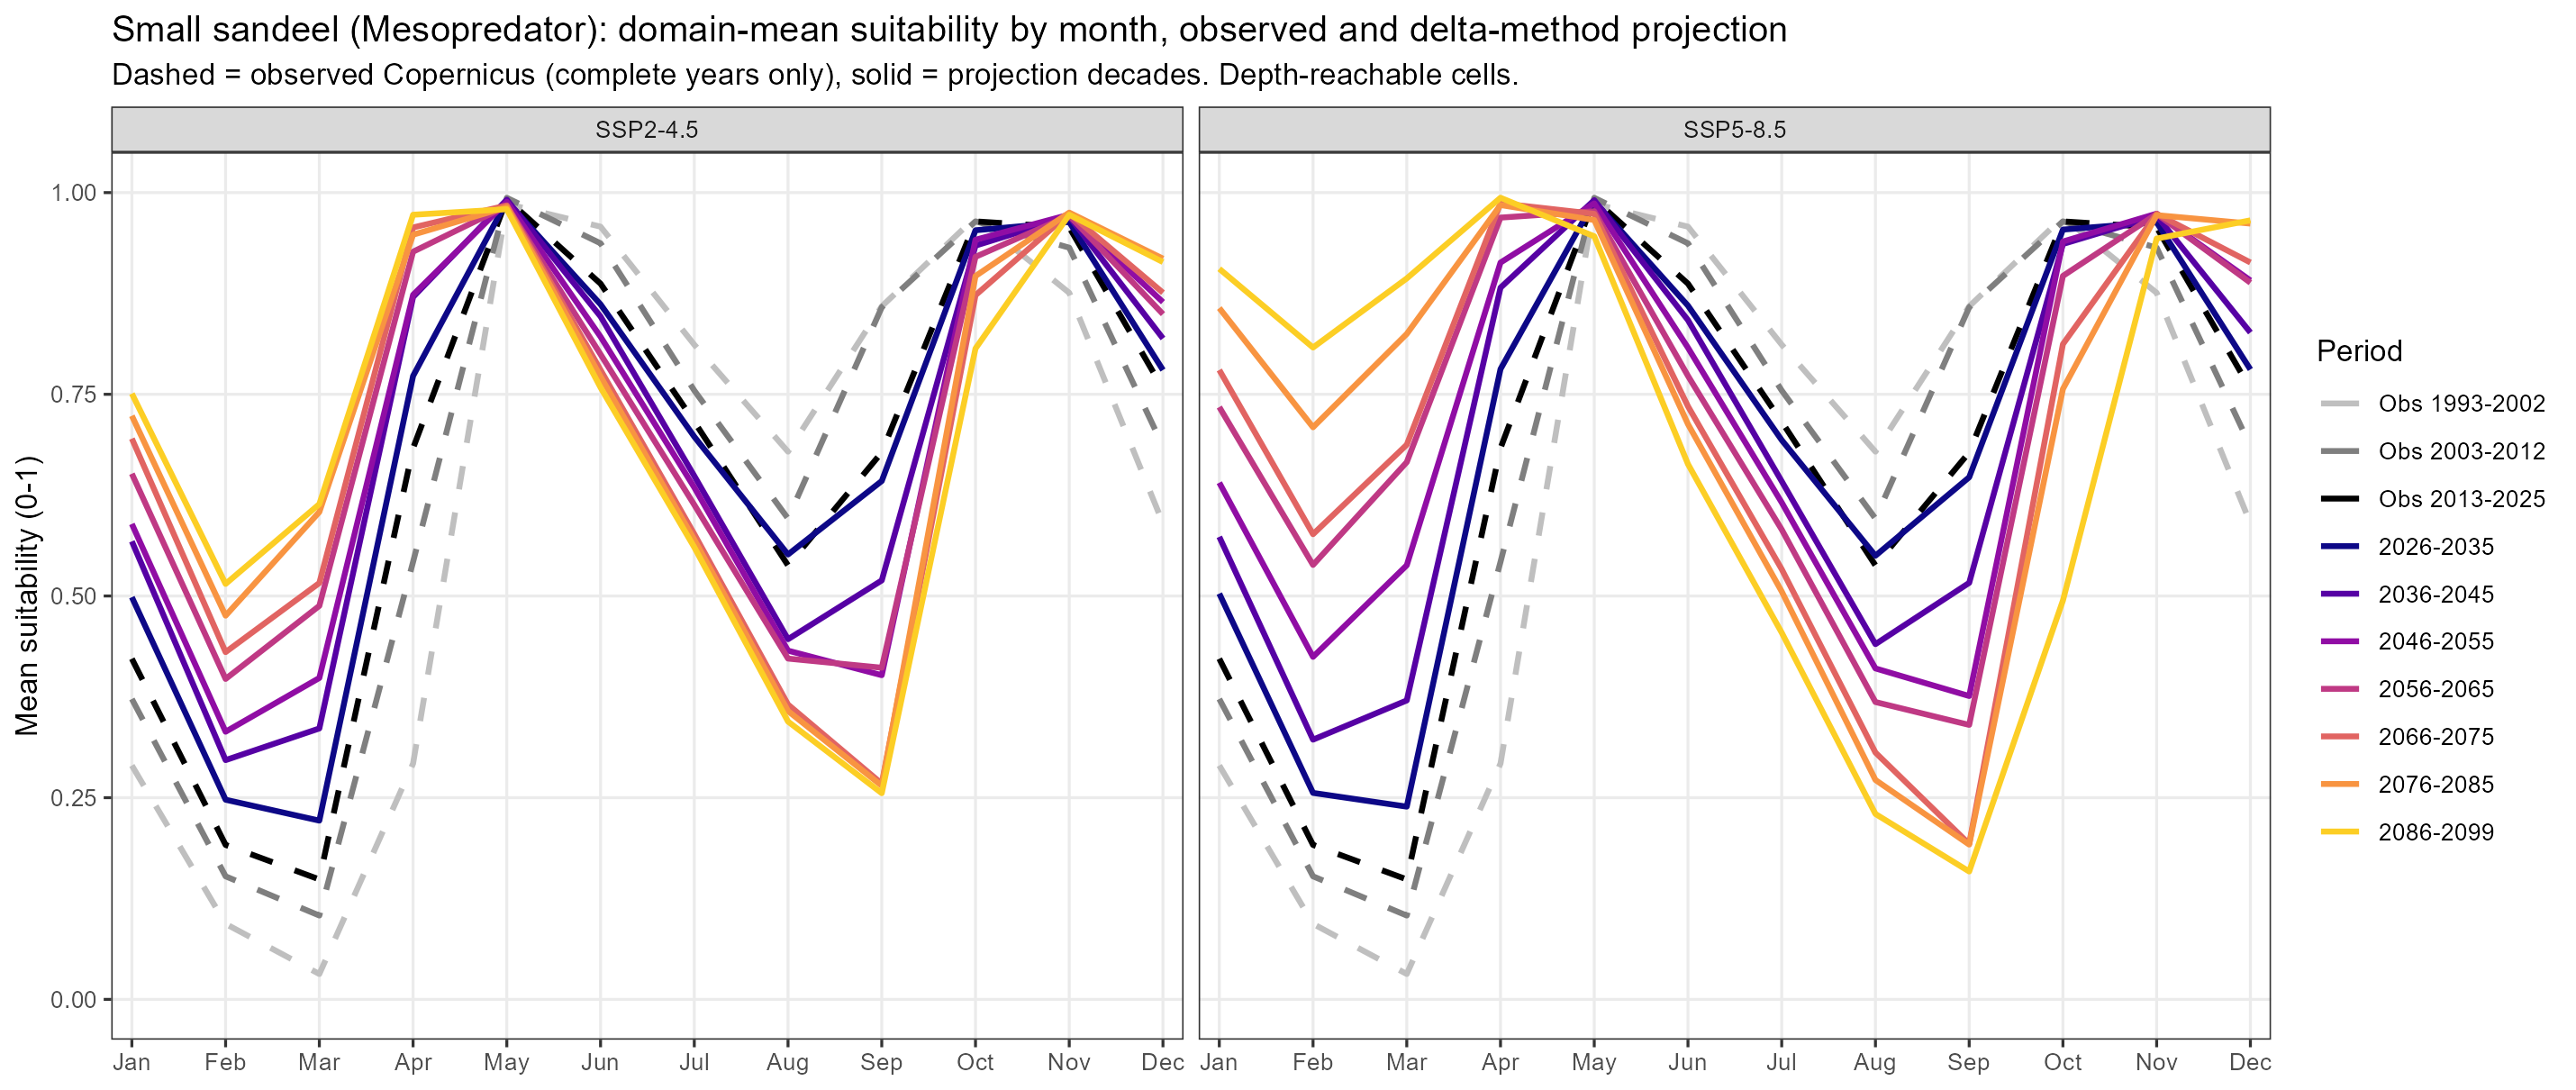 Small sandeel (Mesopredator): domain-mean suitability by month, observed and delta-method projection
Dashed = observed Copernicus (complete years only), solid = projection decades. Depth-reachable cells.
SSP2-4.5
SSP5-8.5
Mean suitability (0-1)
1.00
0.75
0.50
0.25
0.00
Jan Feb Mar Apr May Jun Jul Aug Sep Oct Nov Dec
Jan Feb Mar Apr May Jun Jul Aug Sep Oct Nov Dec
Period
Obs 1993-2002
Obs 2003-2012
Obs 2013-2025
2026-2035
2036-2045
2046-2055
2056-2065
2066-2075
2076-2085
2086-2099